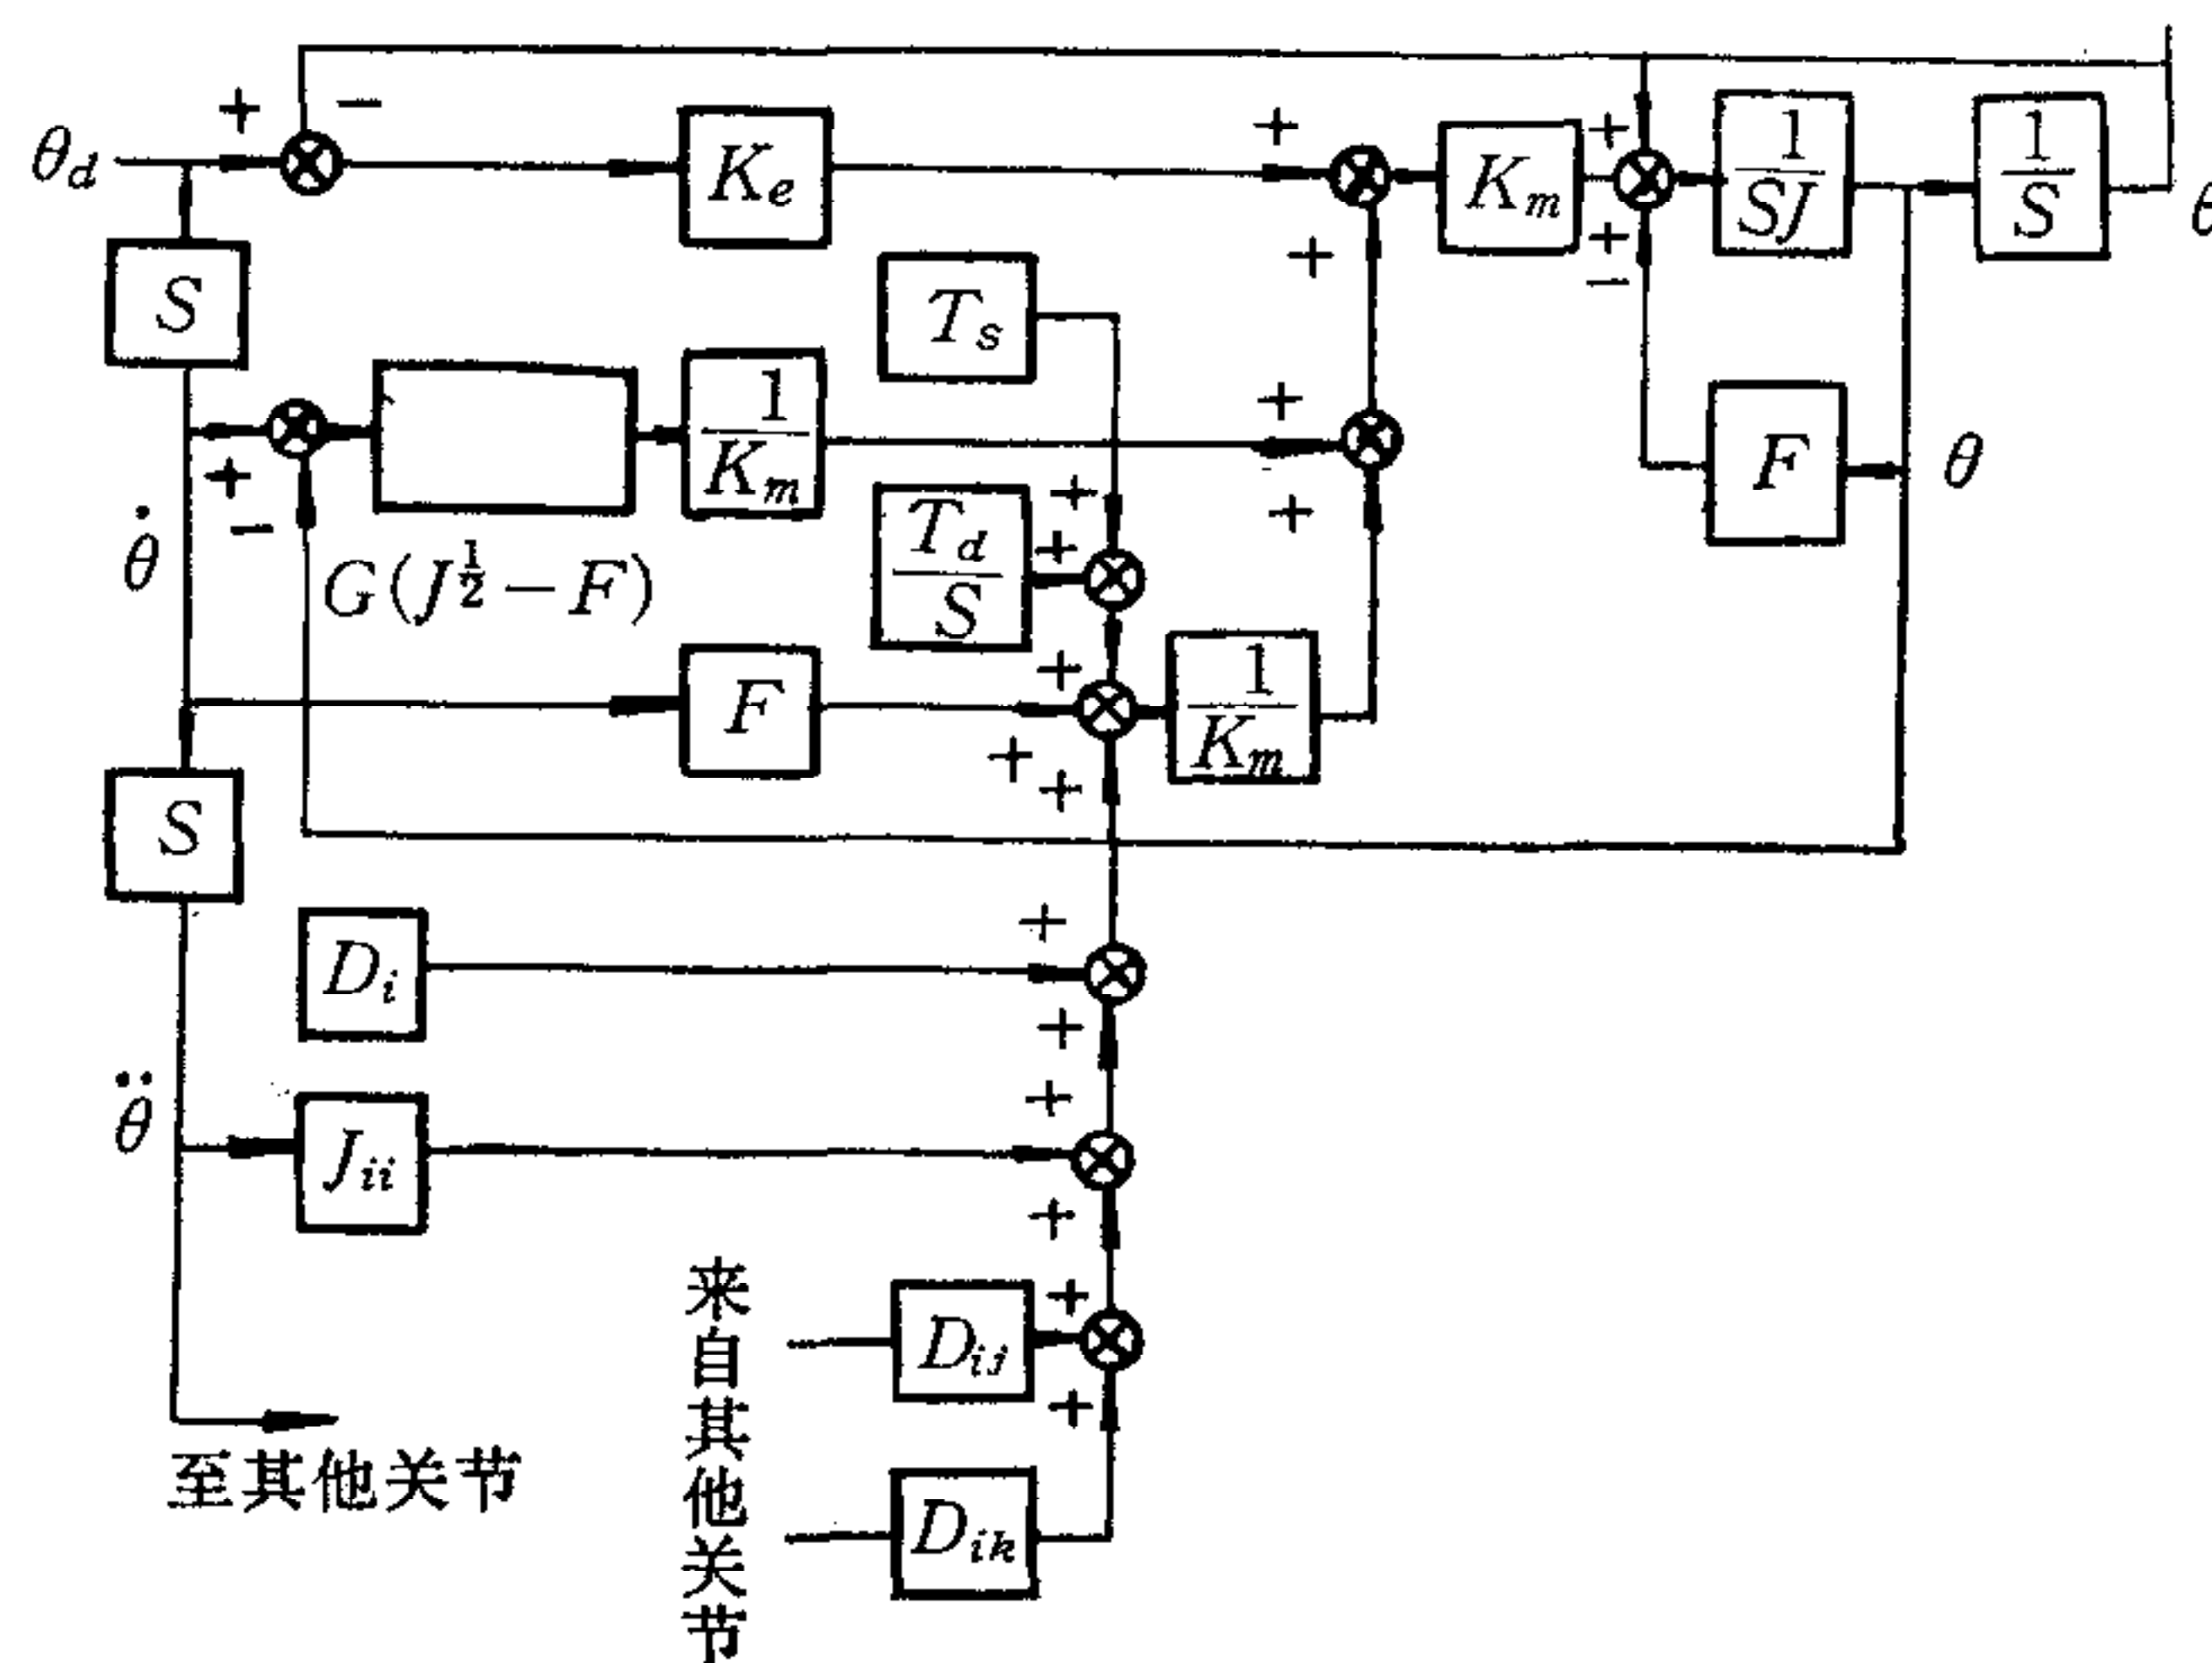 + −
θd
Ke
+
+
Km
+
+
−
1/SJ
1/S
S
Ts
1/Km
+
+
F
θ
+
−
θ̇
G(J^½−F)
Td/S
+
+
F
+
+
+
1/Km
S
Di
+
+
θ̈
Jii
+
+
来自其他关节
Dij
+
+
至其他关节
Dik